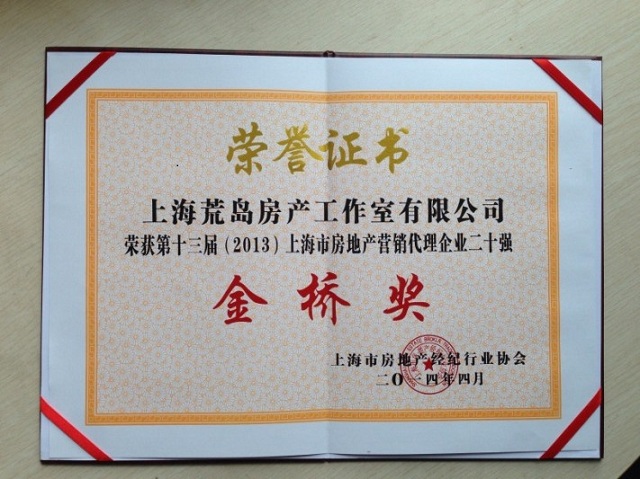 荣誉证书
上海荒岛房产工作室有限公司
荣获第十三届（2013）上海市房地产营销代理企业二十强
金桥奖
上海市房地产经纪行业协会
二〇一四年四月